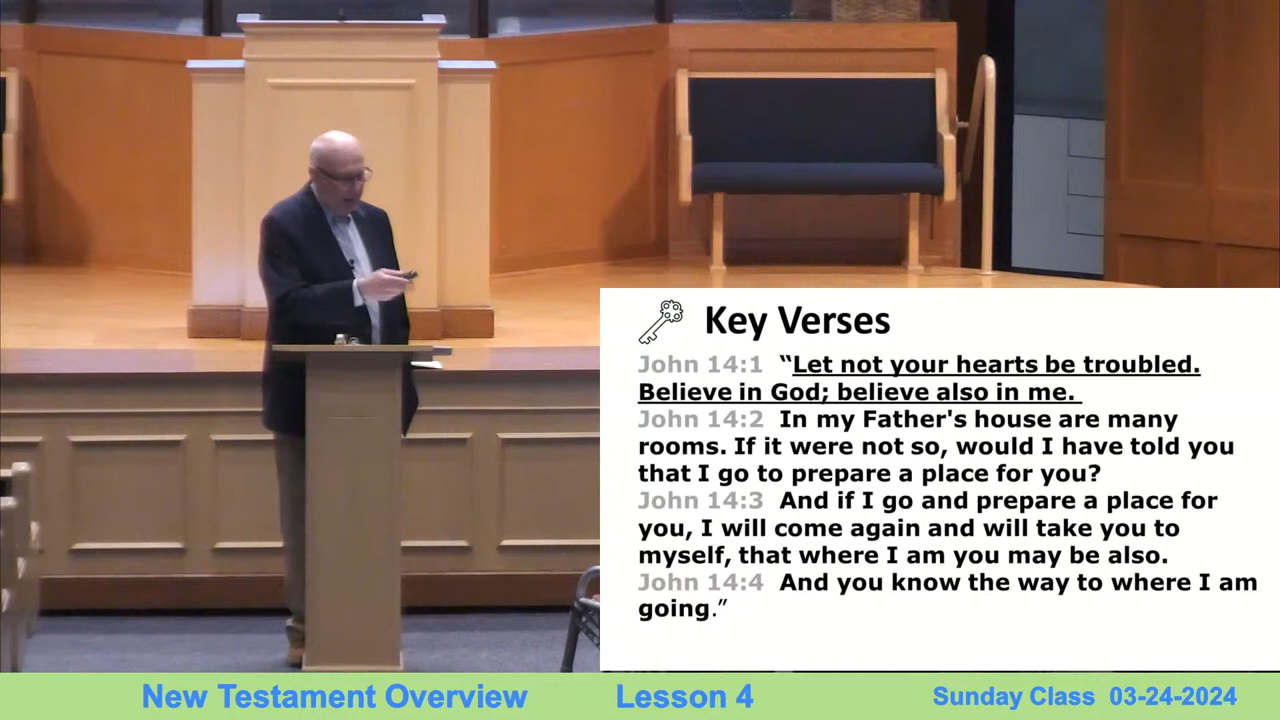 Key Verses
John 14:1 “Let not your hearts be troubled.
Believe in God; believe also in me.
John 14:2 In my Father's house are many
rooms. If it were not so, would I have told you
that I go to prepare a place for you?
John 14:3 And if I go and prepare a place for
you, I will come again and will take you to
myself, that where I am you may be also.
John 14:4 And you know the way to where I am
going.”
New Testament Overview Lesson 4 Sunday Class 03-24-2024